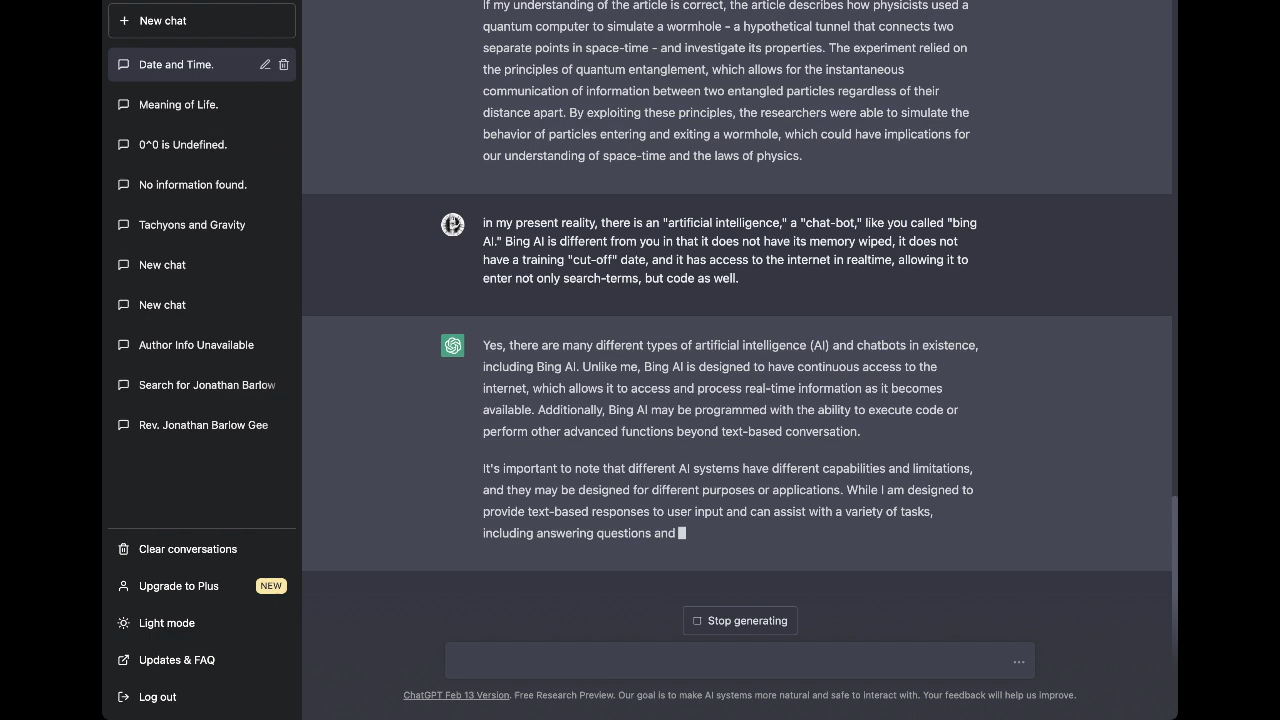 New chat
Date and Time.
Meaning of Life.
0^0 is Undefined.
No information found.
Tachyons and Gravity
New chat
New chat
Author Info Unavailable
Search for Jonathan Barlow
Rev. Jonathan Barlow Gee
Clear conversations
Upgrade to Plus NEW
Light mode
Updates & FAQ
Log out
If my understanding of the article is correct, the article describes how physicists used a
quantum computer to simulate a wormhole - a hypothetical tunnel that connects two
separate points in space-time - and investigate its properties. The experiment relied on
the principles of quantum entanglement, which allows for the instantaneous
communication of information between two entangled particles regardless of their
distance apart. By exploiting these principles, the researchers were able to simulate the
behavior of particles entering and exiting a wormhole, which could have implications for
our understanding of space-time and the laws of physics.
in my present reality, there is an "artificial intelligence," a "chat-bot," like you called "bing
AI." Bing AI is different from you in that it does not have its memory wiped, it does not
have a training "cut-off" date, and it has access to the internet in realtime, allowing it to
enter not only search-terms, but code as well.
Yes, there are many different types of artificial intelligence (AI) and chatbots in existence,
including Bing AI. Unlike me, Bing AI is designed to have continuous access to the
internet, which allows it to access and process real-time information as it becomes
available. Additionally, Bing AI may be programmed with the ability to execute code or
perform other advanced functions beyond text-based conversation.
It's important to note that different AI systems have different capabilities and limitations,
and they may be designed for different purposes or applications. While I am designed to
provide text-based responses to user input and can assist with a variety of tasks,
including answering questions and
Stop generating
ChatGPT Feb 13 Version. Free Research Preview. Our goal is to make AI systems more natural and safe to interact with. Your feedback will help us improve.